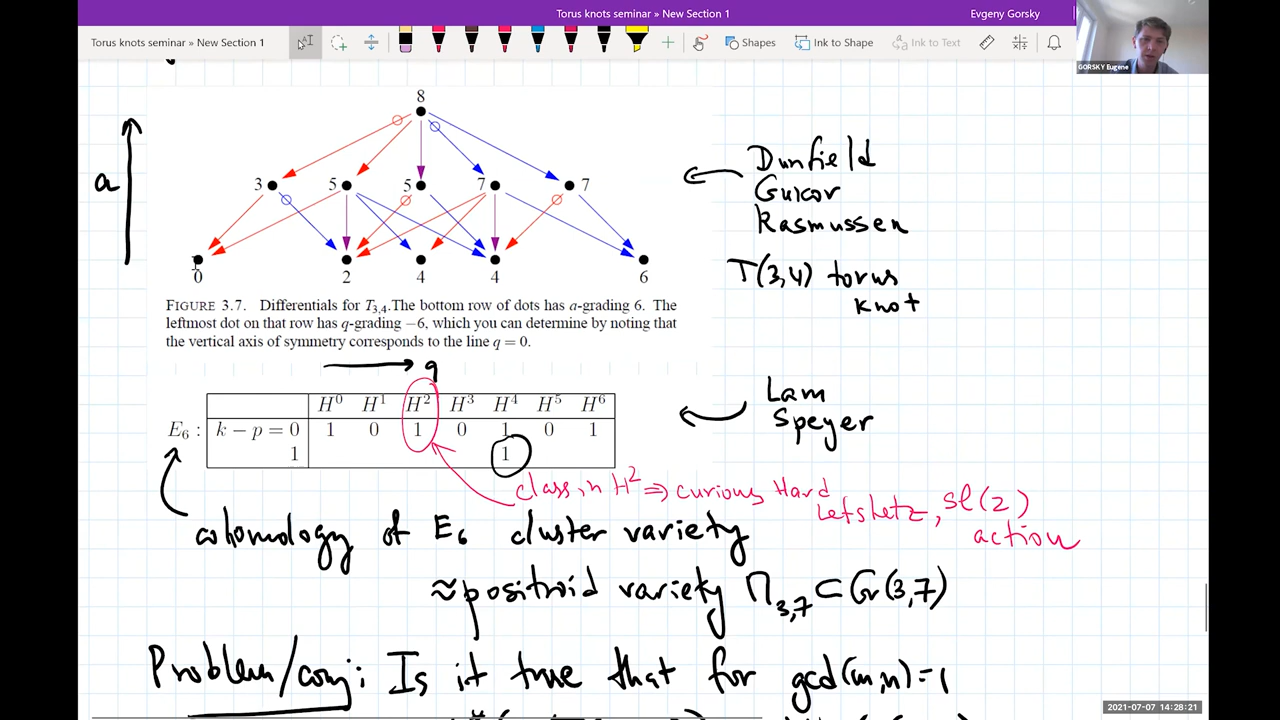 Torus knots seminar » New Section 1
Evgeny Gorsky
Torus knots seminar » New Section 1
Shapes
Ink to Shape
Ink to Text
GORSKY Eugene
8
a
3 5 5 7 7
0 2 4 4 6
Dunfield
Gukov
Rasmussen
T(3,4) torus
knot
FIGURE 3.7. Differentials for T3,4.The bottom row of dots has a-grading 6. The
leftmost dot on that row has q-grading −6, which you can determine by noting that
the vertical axis of symmetry corresponds to the line q = 0.
q
H⁰ H¹ H² H³ H⁴ H⁵ H⁶
E6 : k − p = 0 1 0 1 0 1 0 1
1 1
Lam
Speyer
class in H² ⇒ curious Hard
Lefshetz, sl(2)
action
cohomology of E6 cluster variety
≈ positroid variety Π3,7 ⊂ Gr(3,7)
Problem/conj: Is it true that for gcd(m,n)=1
2021-07-07 14:28:21